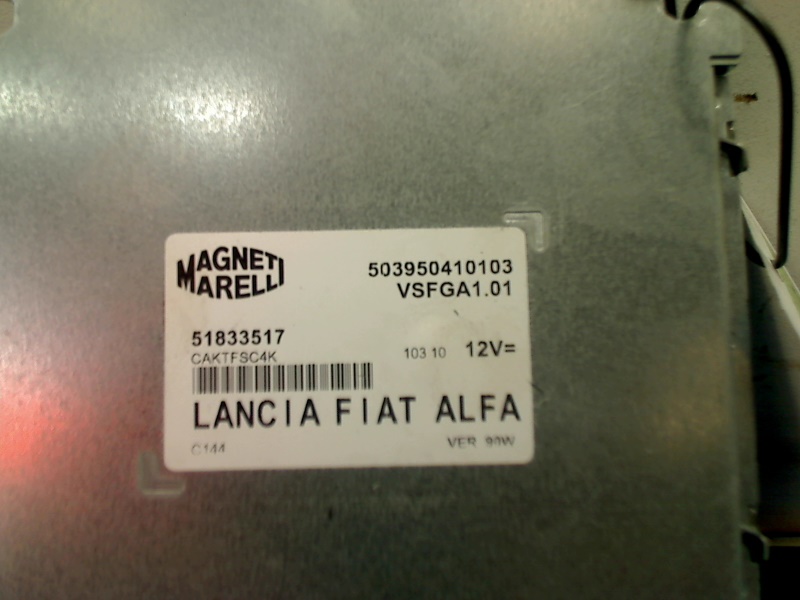 MAGNETI
MARELLI
503950410103
VSFGA1.01
51833517
CAKTFSC4K
103 10 12V=
LANCIA FIAT ALFA
C144
VER 90W